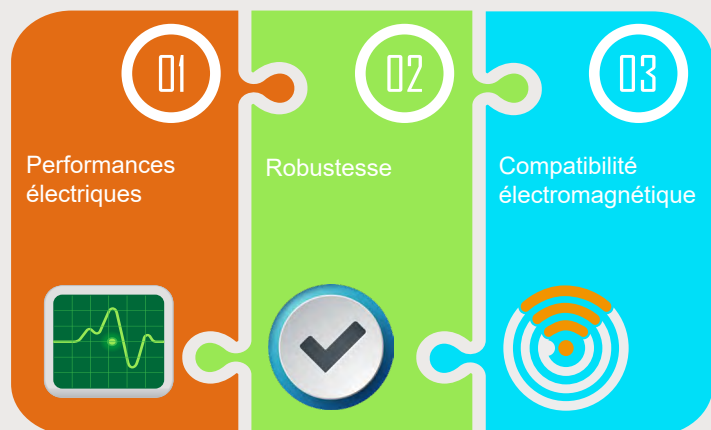 01
Performances
électriques
02
Robustesse
03
Compatibilité
électromagnétique